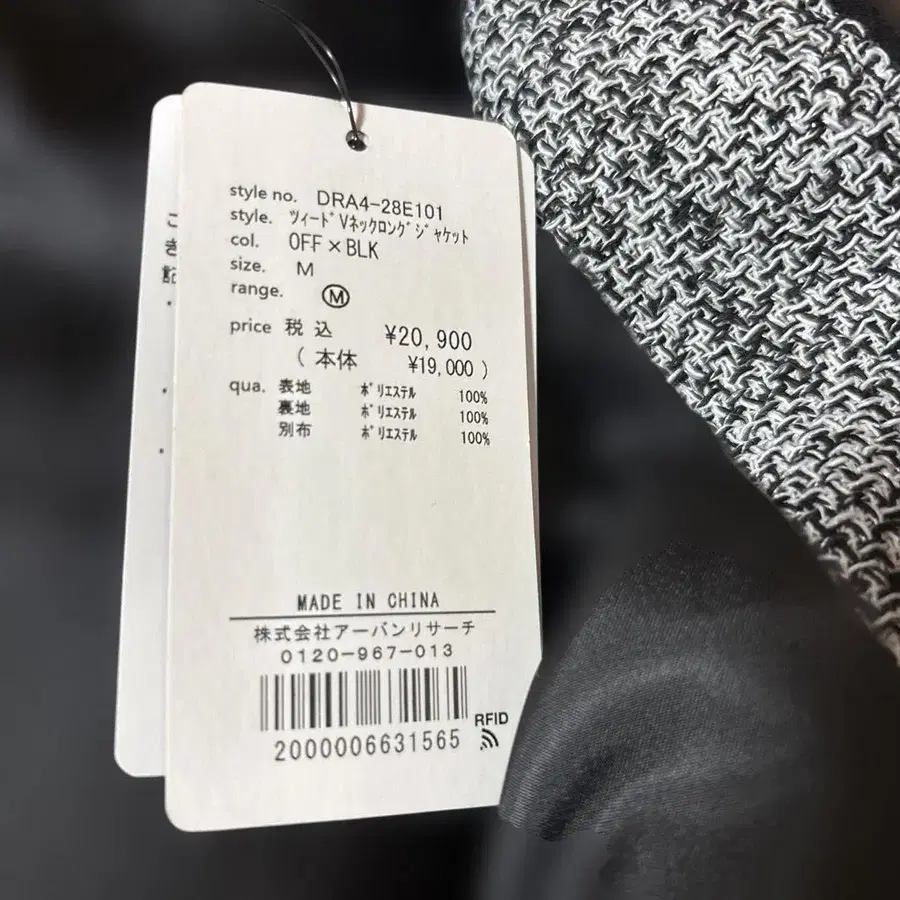 style no. DRA4-28E101
style. ﾂｨｰﾄﾞVネックロングジャケット
col. OFF×BLK
size. M
range. Ⓜ
price 税込 ¥20,900
( 本体 ¥19,000 )
qua. 表地 ポリエステル 100%
裏地 ポリエステル 100%
別布 ポリエステル 100%
MADE IN CHINA
株式会社アーバンリサーチ
0120-967-013
RFID
2000006631565
こ
き
記